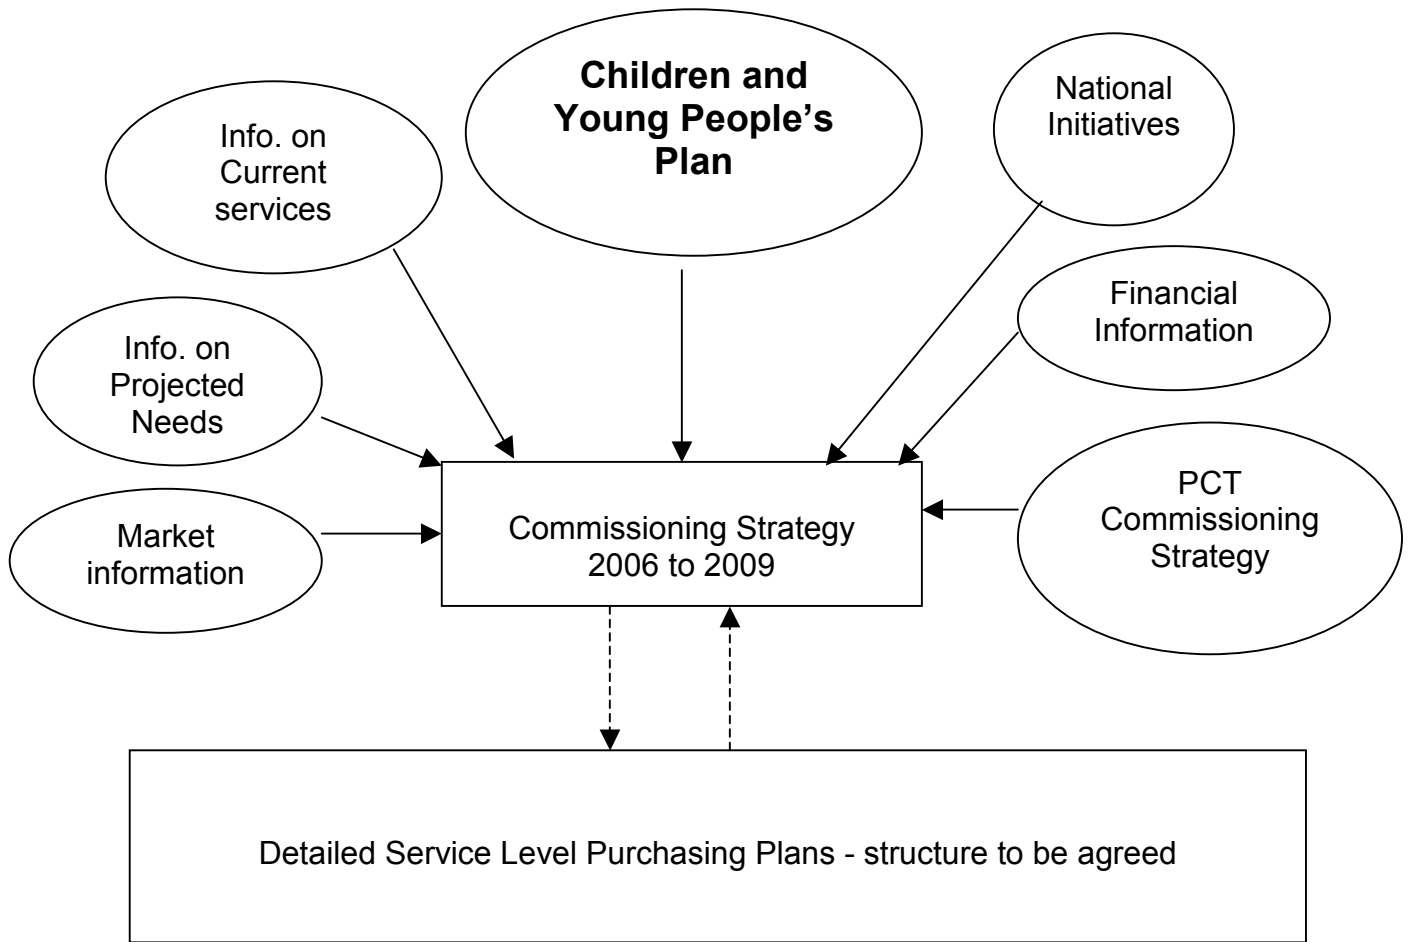 Children and
Young People's
Plan
National
Initiatives
Info. on
Current
services
Financial
Information
Info. on
Projected
Needs
PCT
Commissioning
Strategy
Market
information
Commissioning Strategy
2006 to 2009
Detailed Service Level Purchasing Plans - structure to be agreed